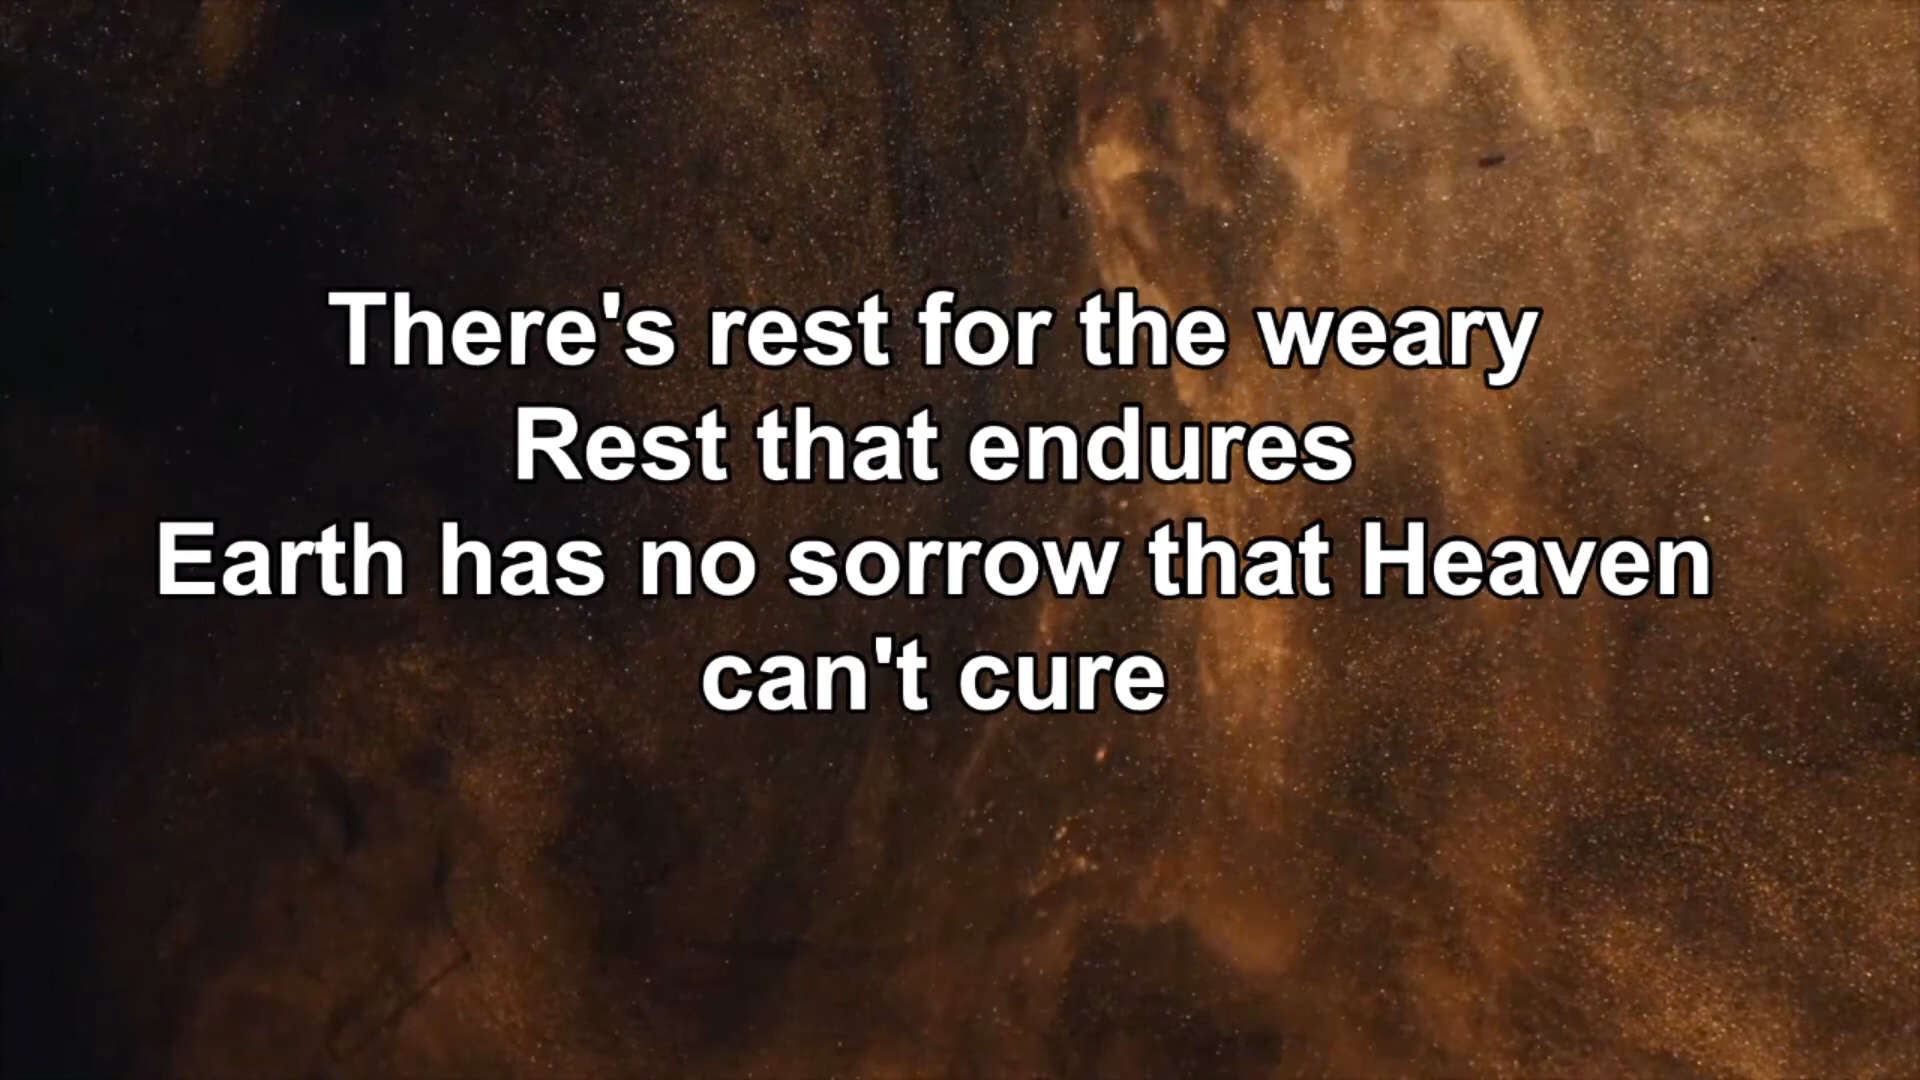 There's rest for the weary
Rest that endures
Earth has no sorrow that Heaven
can't cure